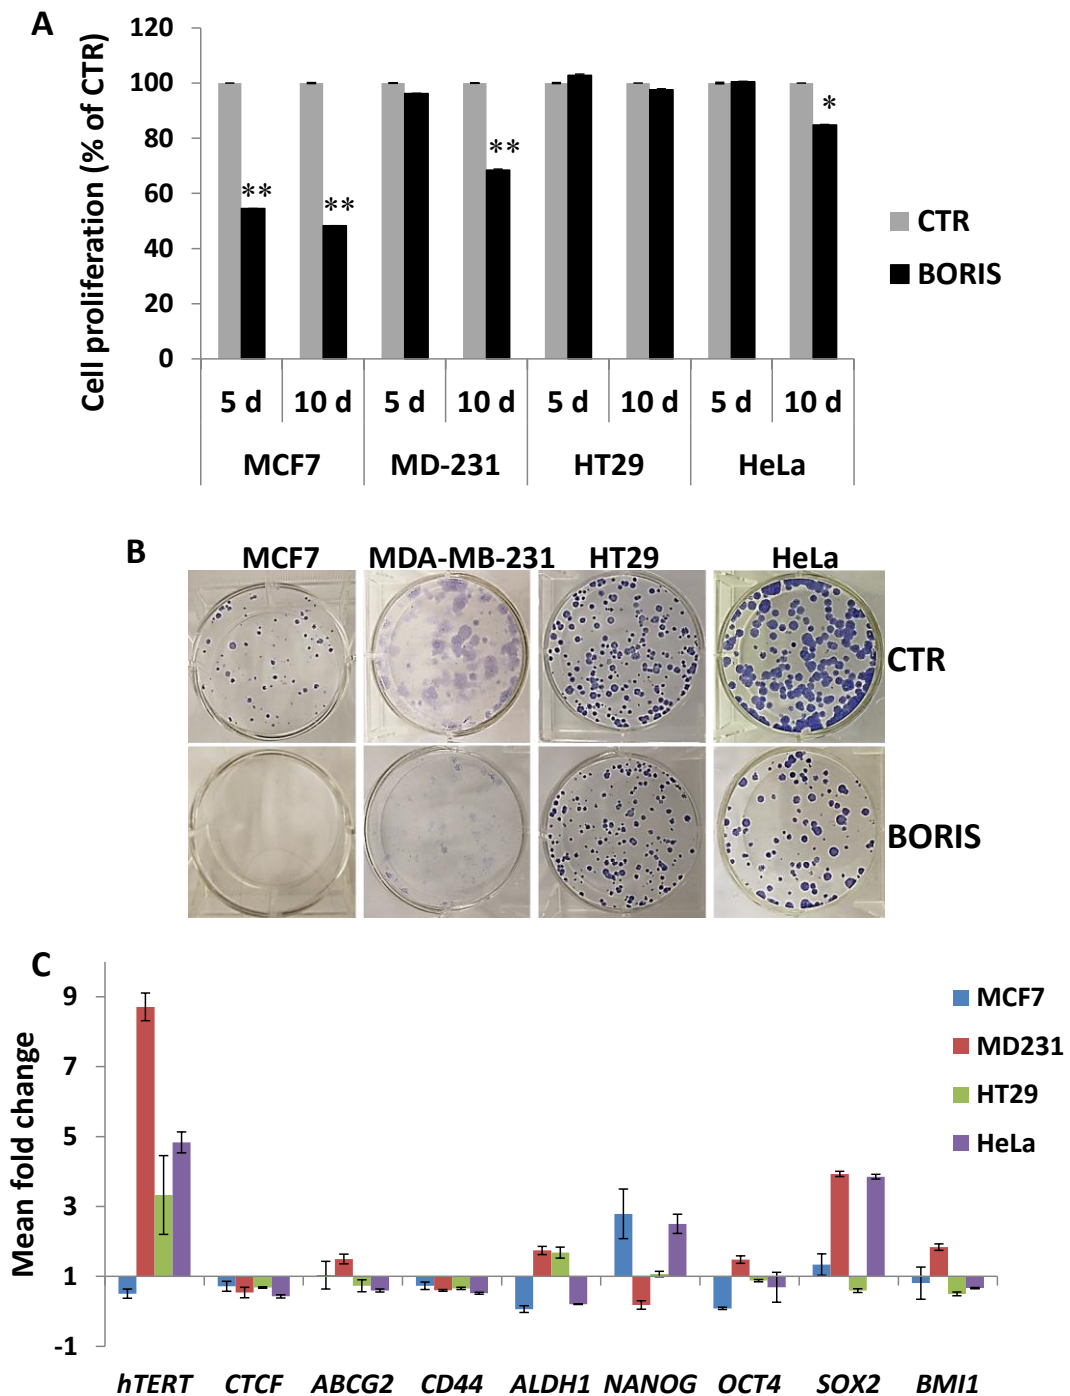 A
120
100
80
60
40
20
0
Cell proliferation (% of CTR)
** ** ** *
CTR
BORIS
5 d 10 d 5 d 10 d 5 d 10 d 5 d 10 d
MCF7 MD-231 HT29 HeLa
B
MCF7 MDA-MB-231 HT29 HeLa
CTR
BORIS
C
9
7
5
3
1
-1
Mean fold change
MCF7
MD231
HT29
HeLa
hTERT CTCF ABCG2 CD44 ALDH1 NANOG OCT4 SOX2 BMI1